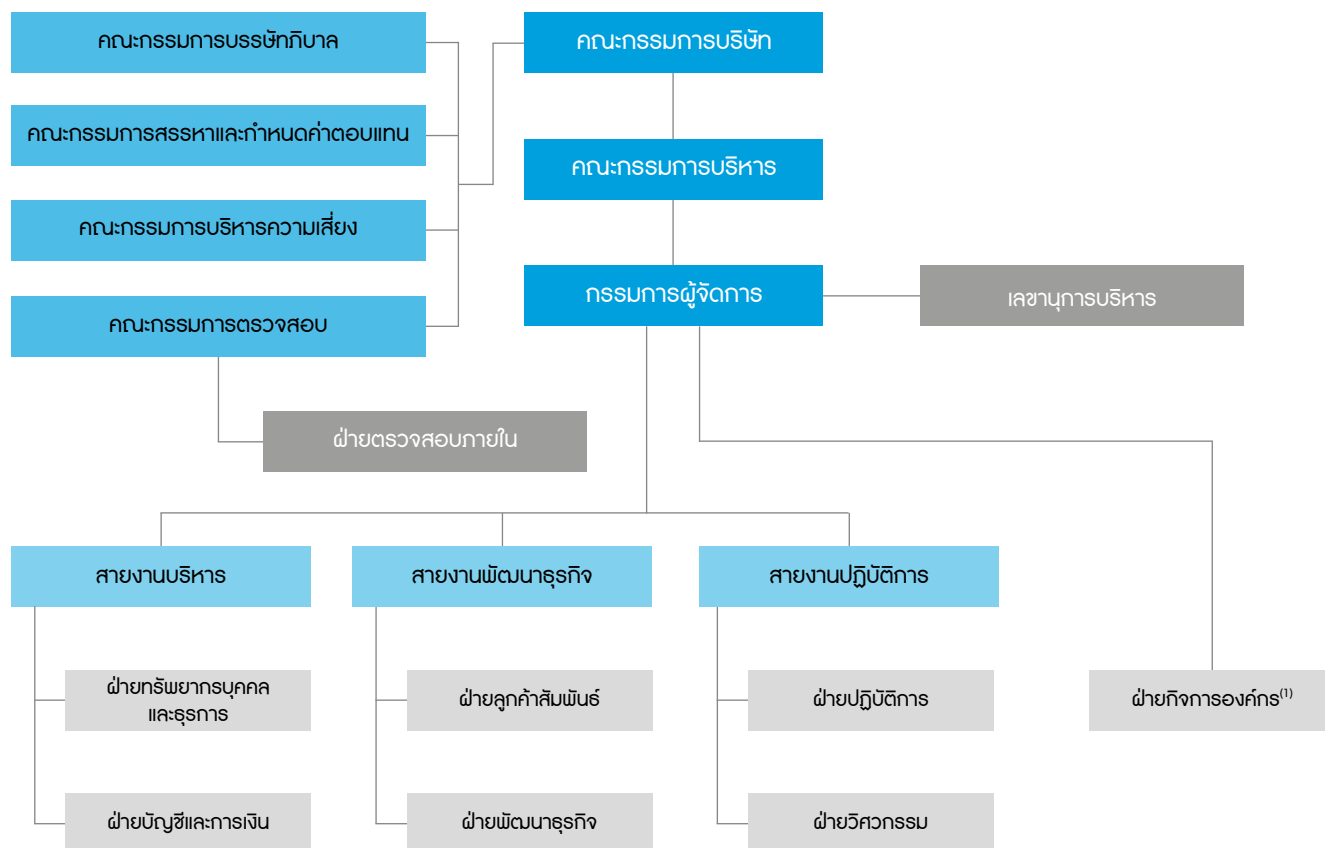 คณะกรรมการบรรษัทภิบาล
คณะกรรมการบริษัท
คณะกรรมการสรรหาและกำหนดค่าตอบแทน
คณะกรรมการบริหาร
คณะกรรมการบริหารความเสี่ยง
กรรมการผู้จัดการ
เลขานุการบริหาร
คณะกรรมการตรวจสอบ
ฝ่ายตรวจสอบภายใน
สายงานบริหาร
สายงานพัฒนาธุรกิจ
สายงานปฏิบัติการ
ฝ่ายทรัพยากรบุคคล
และธุรการ
ฝ่ายลูกค้าสัมพันธ์
ฝ่ายปฏิบัติการ
ฝ่ายกิจการองค์กร⁽¹⁾
ฝ่ายบัญชีและการเงิน
ฝ่ายพัฒนาธุรกิจ
ฝ่ายวิศวกรรม